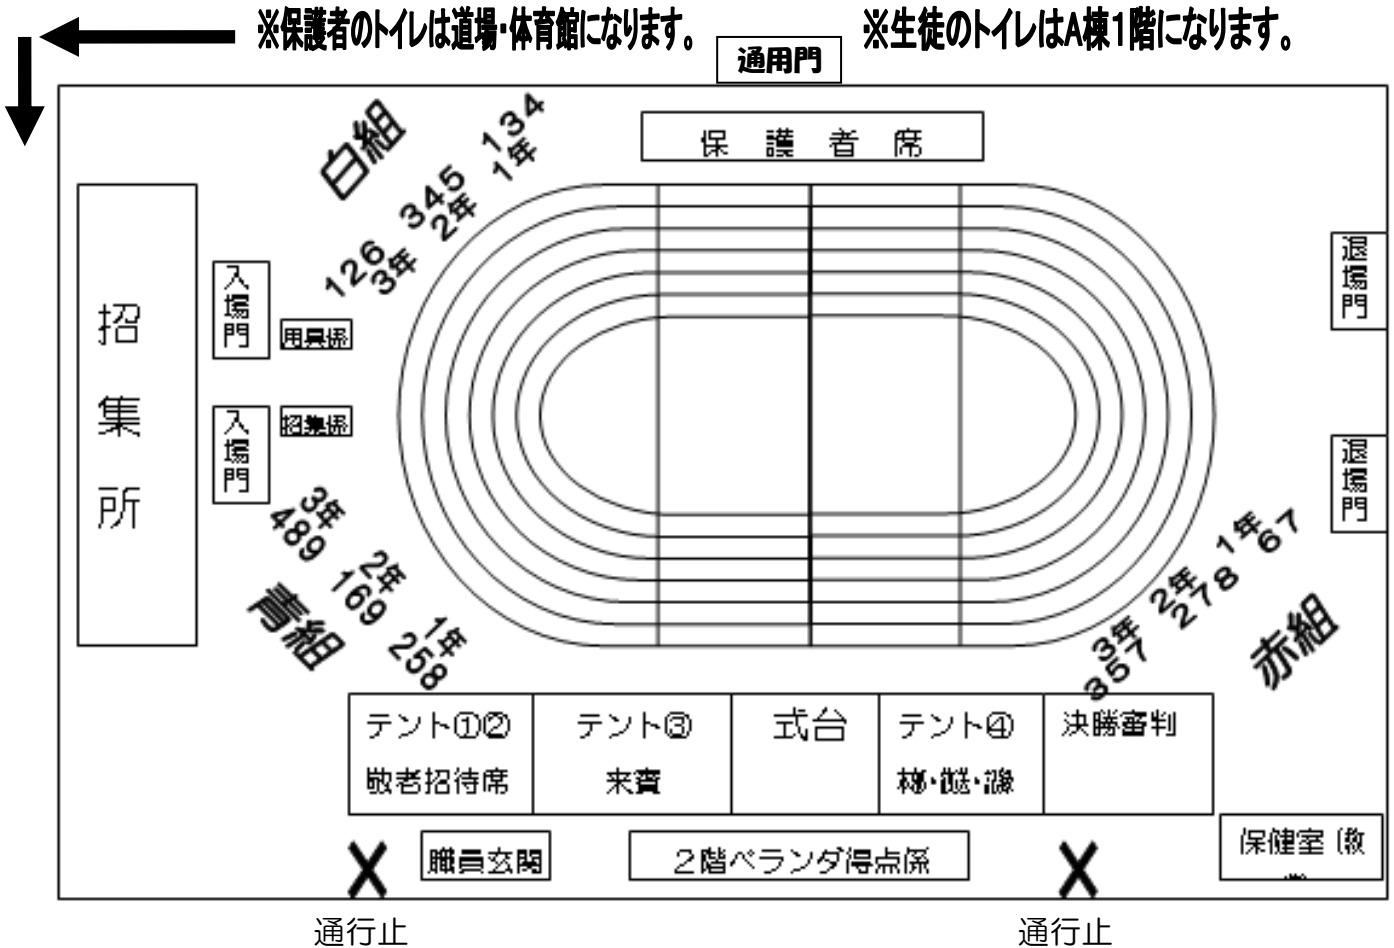 ※保護者のトイレは道場・体育館になります。
※生徒のトイレはA棟1階になります。
通用門
保護者席
白組
134
1年
345
2年
126
3年
招集所
入場門
用具係
入場門
招集係
退場門
退場門
3年
489
2年
169
1年
258
青組
1年
67
2年
278
3年
357
赤組
テント①②
敬老招待席
テント③
来賓
式台
テント④
決勝審判
職員玄関
2階ベランダ得点係
保健室(救
通行止
通行止